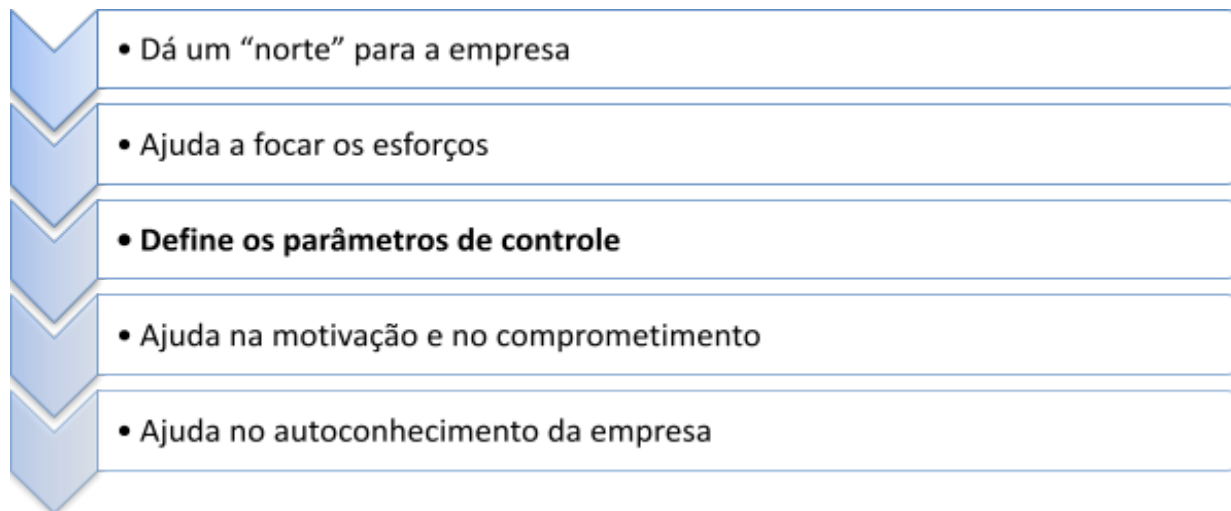 • Dá um “norte” para a empresa
• Ajuda a focar os esforços
• Define os parâmetros de controle
• Ajuda na motivação e no comprometimento
• Ajuda no autoconhecimento da empresa